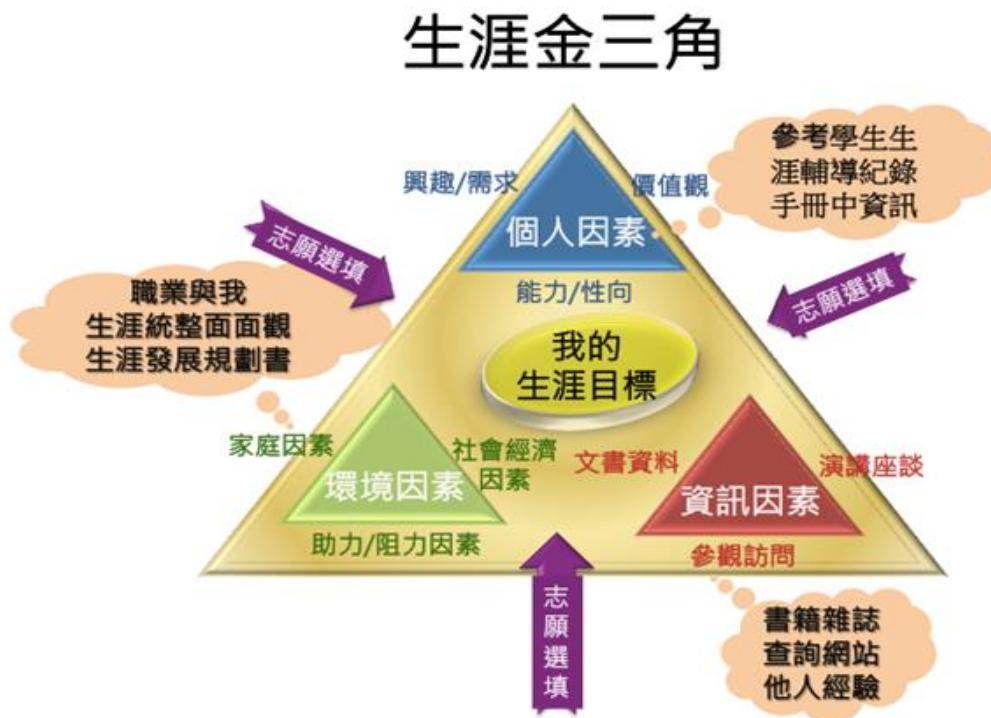 生涯金三角
參考學生生
涯輔導紀錄
手冊中資訊
興趣/需求
價值觀
個人因素
能力/性向
志願選填
志願選填
職業與我
生涯統整面面觀
生涯發展規劃書
我的
生涯目標
家庭因素
社會經濟
因素
環境因素
助力/阻力因素
文書資料
演講座談
資訊因素
參觀訪問
志願選填
書籍雜誌
查詢網站
他人經驗